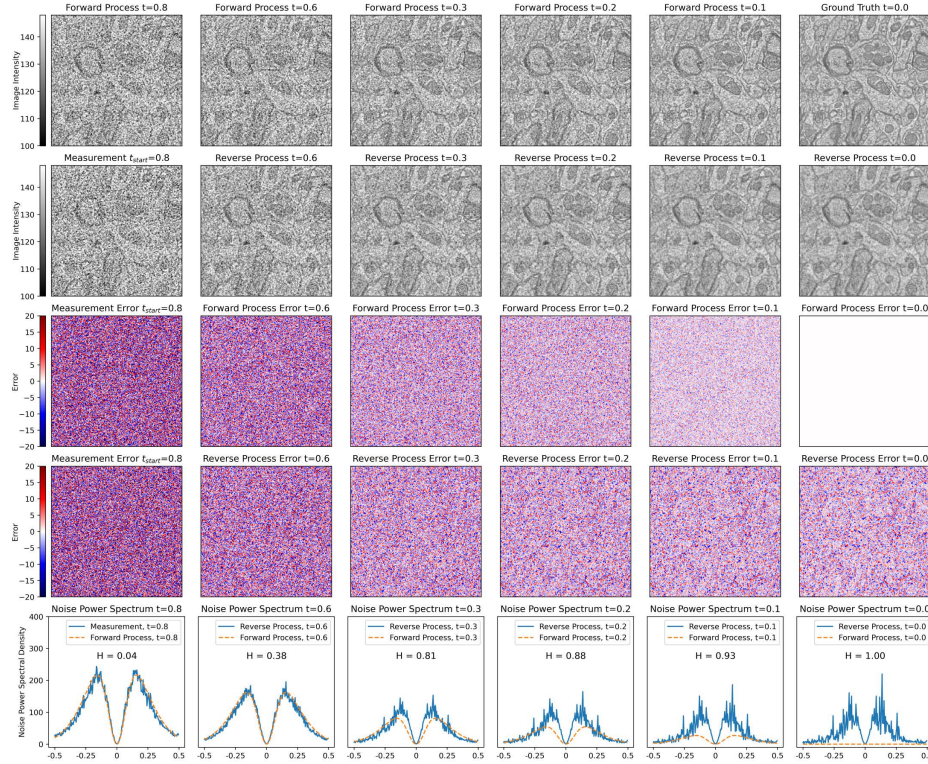 Forward Process t=0.8
Forward Process t=0.6
Forward Process t=0.3
Forward Process t=0.2
Forward Process t=0.1
Ground Truth t=0.0
Image Intensity
140
130
120
110
100
Measurement t_start=0.8
Reverse Process t=0.6
Reverse Process t=0.3
Reverse Process t=0.2
Reverse Process t=0.1
Reverse Process t=0.0
Image Intensity
140
130
120
110
100
Measurement Error t_start=0.8
Forward Process Error t=0.6
Forward Process Error t=0.3
Forward Process Error t=0.2
Forward Process Error t=0.1
Forward Process Error t=0.0
Error
20
15
10
5
0
−5
−10
−15
−20
Measurement Error t_start=0.8
Reverse Process Error t=0.6
Reverse Process Error t=0.3
Reverse Process Error t=0.2
Reverse Process Error t=0.1
Reverse Process Error t=0.0
Error
20
15
10
5
0
−5
−10
−15
−20
Noise Power Spectrum t=0.8
Noise Power Spectrum t=0.6
Noise Power Spectrum t=0.3
Noise Power Spectrum t=0.2
Noise Power Spectrum t=0.1
Noise Power Spectrum t=0.0
Noise Power Spectral Density
400
300
200
100
0
Measurement, t=0.8
Forward Process, t=0.8
H = 0.04
−0.5 −0.25 0 0.25 0.5
Reverse Process, t=0.6
Forward Process, t=0.6
H = 0.38
−0.5 −0.25 0 0.25 0.5
Reverse Process, t=0.3
Forward Process, t=0.3
H = 0.81
−0.5 −0.25 0 0.25 0.5
Reverse Process, t=0.2
Forward Process, t=0.2
H = 0.88
−0.5 −0.25 0 0.25 0.5
Reverse Process, t=0.1
Forward Process, t=0.1
H = 0.93
−0.5 −0.25 0 0.25 0.5
Reverse Process, t=0.0
Forward Process, t=0.0
H = 1.00
−0.5 −0.25 0 0.25 0.5